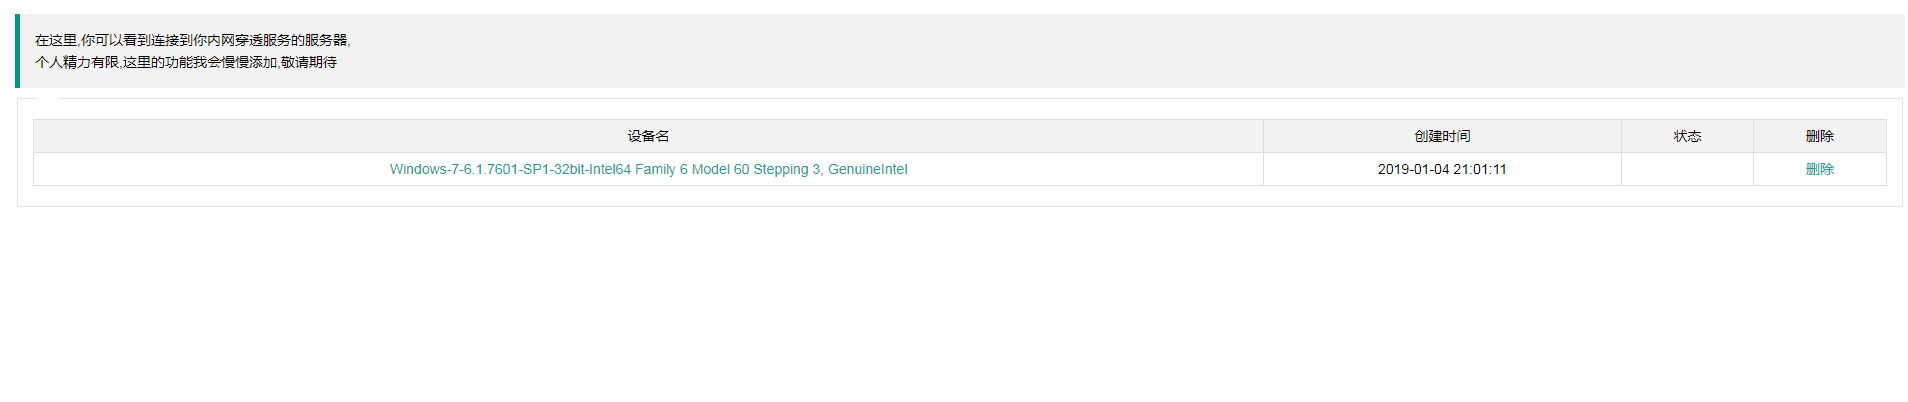 在这里,你可以看到连接到你内网穿透服务的服务器,
个人精力有限,这里的功能我会慢慢添加,敬请期待
设备名 创建时间 状态 删除
Windows-7-6.1.7601-SP1-32bit-Intel64 Family 6 Model 60 Stepping 3, GenuineIntel 2019-01-04 21:01:11 删除